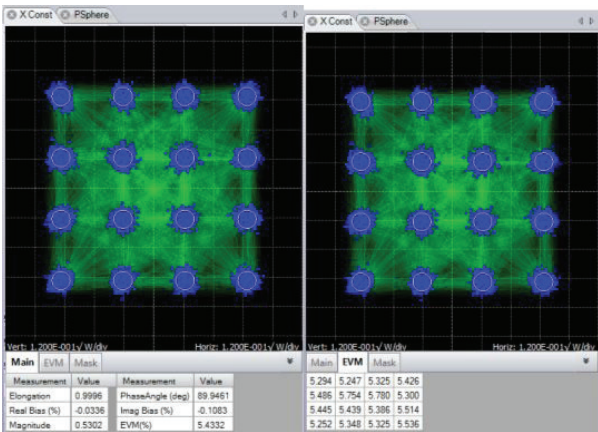 X Const PSphere
Vert: 1.200E-001√ W/div Horiz: 1.200E-001√ W/div
Main EVM Mask
Measurement Value Measurement Value
Elongation 0.9996 PhaseAngle (deg) 89.9461
Real Bias (%) -0.0336 Imag Bias (%) -0.1083
Magnitude 0.5302 EVM(%) 5.4332
X Const PSphere
Vert: 1.200E-001√ W/div Horiz: 1.200E-001√ W/div
Main EVM Mask
5.294 5.247 5.325 5.426
5.486 5.754 5.780 5.300
5.445 5.439 5.386 5.514
5.252 5.348 5.325 5.536